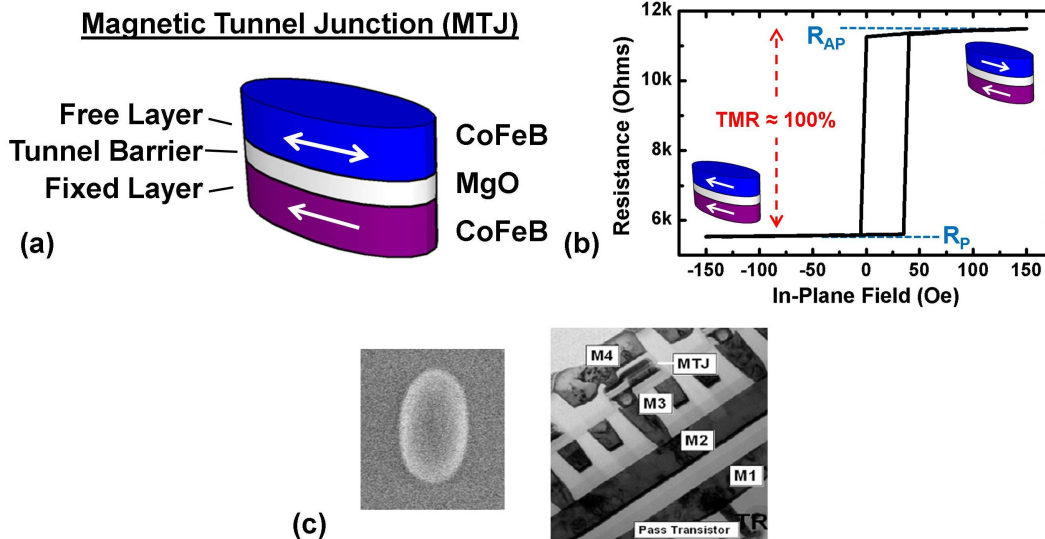 Magnetic Tunnel Junction (MTJ)
Free Layer
Tunnel Barrier
Fixed Layer
CoFeB
MgO
CoFeB
(a)
12k
10k
8k
6k
Resistance (Ohms)
R_AP
TMR ≈ 100%
R_P
-150 -100 -50 0 50 100 150
In-Plane Field (Oe)
(b)
M4
MTJ
M3
M2
M1
TR
Pass Transistor
(c)